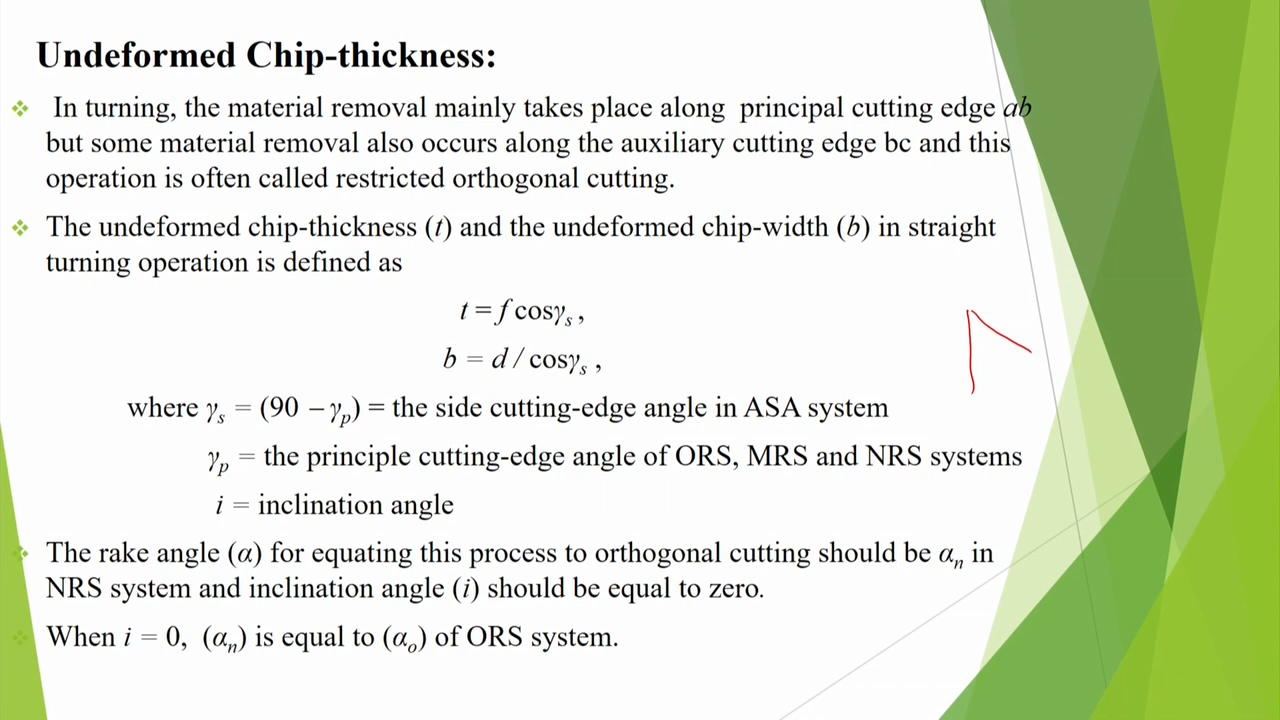 Undeformed Chip-thickness:
In turning, the material removal mainly takes place along principal cutting edge ab
but some material removal also occurs along the auxiliary cutting edge bc and this
operation is often called restricted orthogonal cutting.
The undeformed chip-thickness (t) and the undeformed chip-width (b) in straight
turning operation is defined as
t = f cosγₛ ,
b = d / cosγₛ ,
where γₛ = (90 − γₚ) = the side cutting-edge angle in ASA system
γₚ = the principle cutting-edge angle of ORS, MRS and NRS systems
i = inclination angle
The rake angle (α) for equating this process to orthogonal cutting should be αₙ in
NRS system and inclination angle (i) should be equal to zero.
When i = 0, (αₙ) is equal to (αₒ) of ORS system.